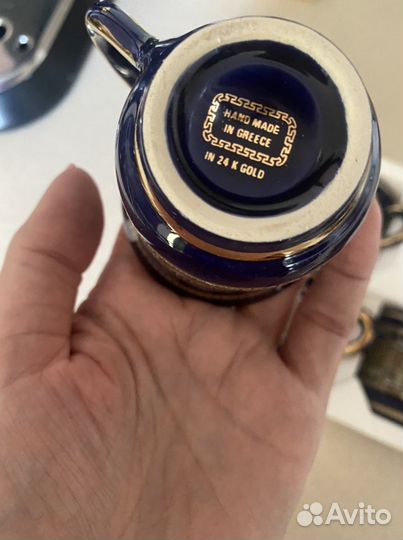 HAND MADE
IN GREECE
IN 24 K GOLD
Avito